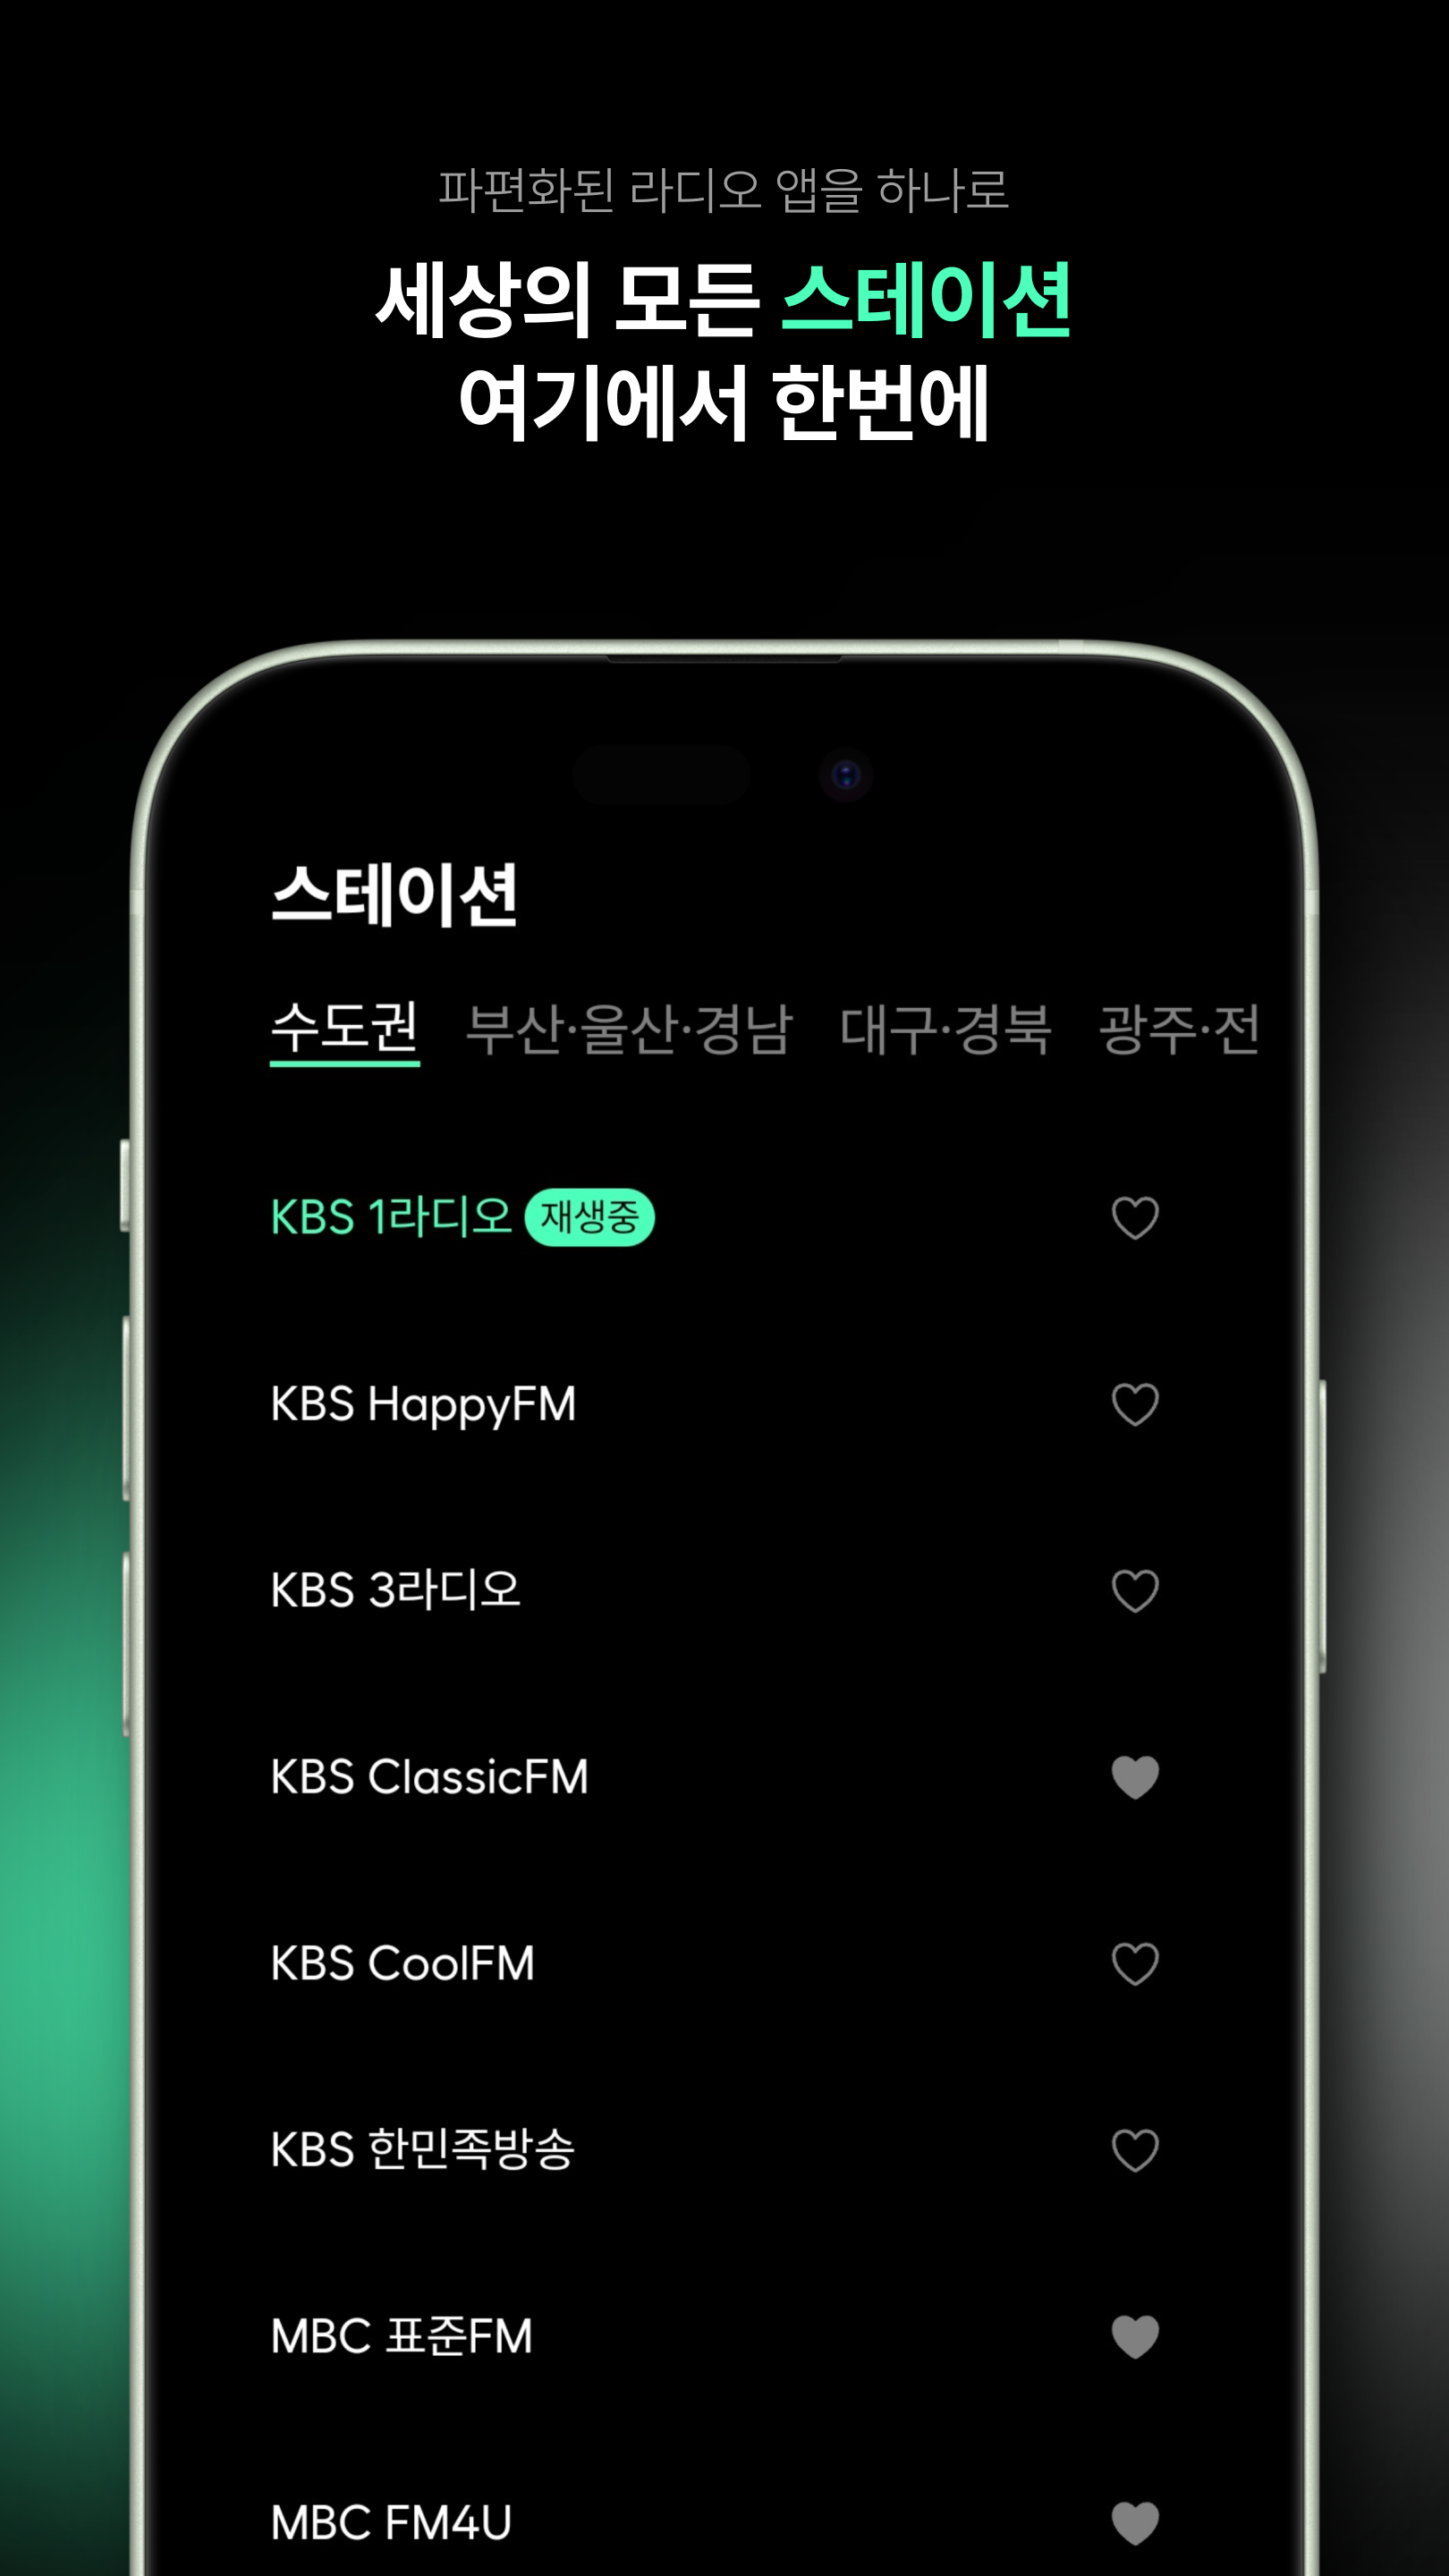 파편화된 라디오 앱을 하나로
세상의 모든 스테이션
여기에서 한번에
스테이션
수도권 부산·울산·경남 대구·경북 광주·전
KBS 1라디오 재생중
KBS HappyFM
KBS 3라디오
KBS ClassicFM
KBS CoolFM
KBS 한민족방송
MBC 표준FM
MBC FM4U